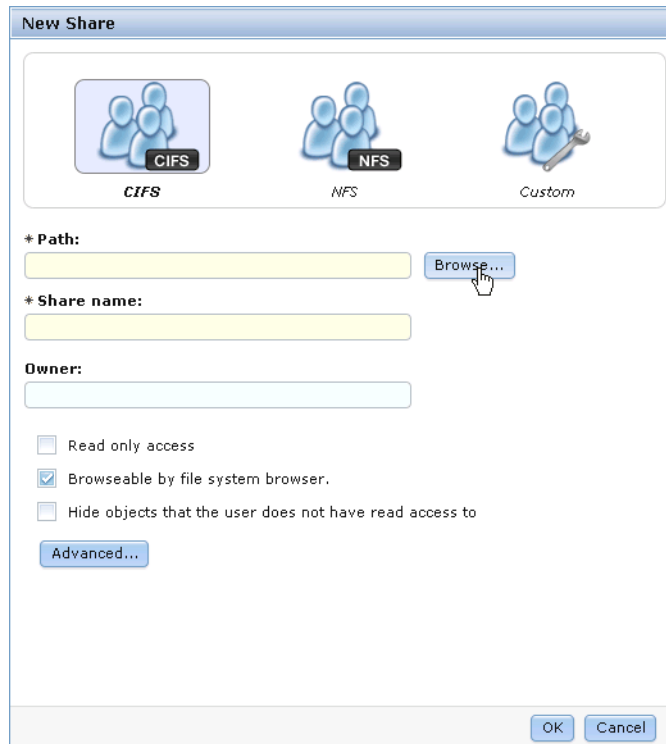 New Share
CIFS NFS
CIFS NFS Custom
* Path:
Browse...
* Share name:
Owner:
Read only access
Browseable by file system browser.
Hide objects that the user does not have read access to
Advanced...
OK Cancel